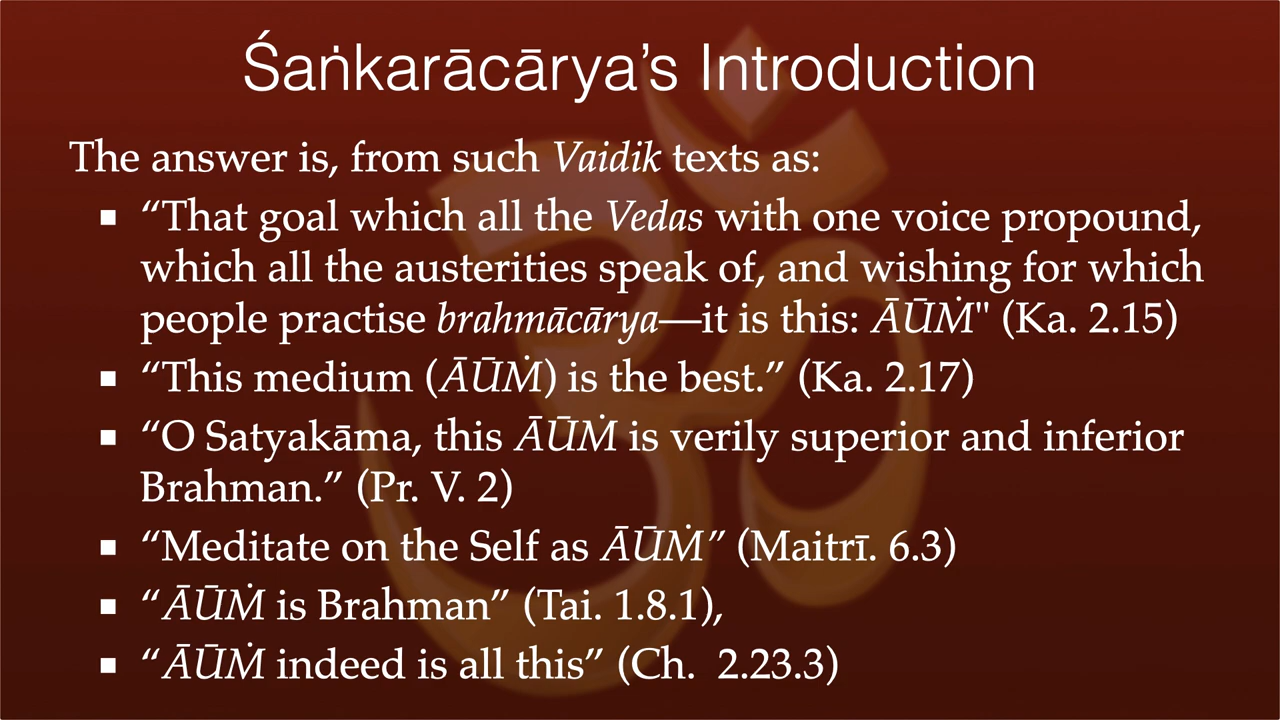 Śaṅkarācārya’s Introduction
The answer is, from such Vaidik texts as:
▪ “That goal which all the Vedas with one voice propound,
which all the austerities speak of, and wishing for which
people practise brahmācārya—it is this: ĀŪṀ" (Ka. 2.15)
▪ “This medium (ĀŪṀ) is the best.” (Ka. 2.17)
▪ “O Satyakāma, this ĀŪṀ is verily superior and inferior
Brahman.” (Pr. V. 2)
▪ “Meditate on the Self as ĀŪṀ” (Maitrī. 6.3)
▪ “ĀŪṀ is Brahman” (Tai. 1.8.1),
▪ “ĀŪṀ indeed is all this” (Ch.  2.23.3)